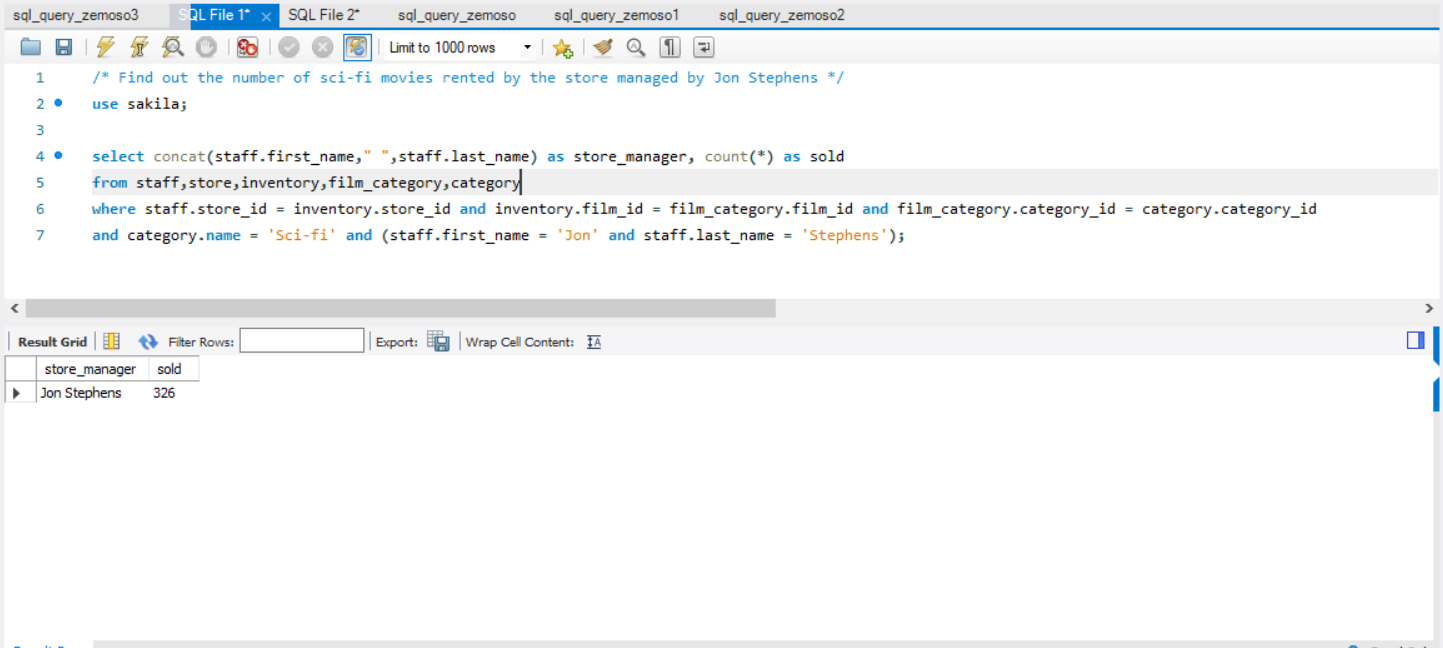 sql_query_zemoso3 SQL File 1* SQL File 2* sql_query_zemoso sql_query_zemoso1 sql_query_zemoso2
Limit to 1000 rows
1 /* Find out the number of sci-fi movies rented by the store managed by Jon Stephens */
2 use sakila;
3
4 select concat(staff.first_name," ",staff.last_name) as store_manager, count(*) as sold
5 from staff,store,inventory,film_category,category
6 where staff.store_id = inventory.store_id and inventory.film_id = film_category.film_id and film_category.category_id = category.category_id
7 and category.name = 'Sci-fi' and (staff.first_name = 'Jon' and staff.last_name = 'Stephens');
Result Grid Filter Rows: Export: Wrap Cell Content: IA
store_manager sold
Jon Stephens 326